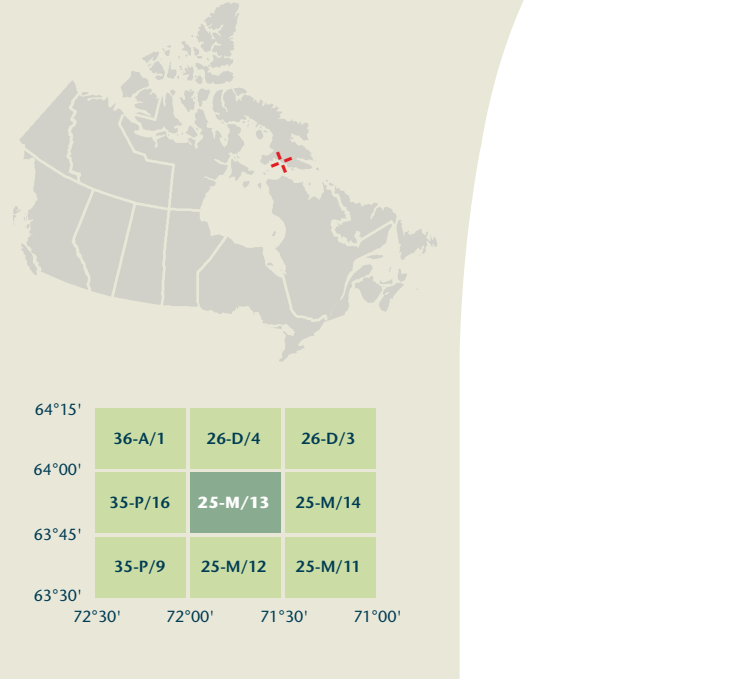 64°15'
36-A/1 26-D/4 26-D/3
64°00'
35-P/16 25-M/13 25-M/14
63°45'
35-P/9 25-M/12 25-M/11
63°30'
72°30' 72°00' 71°30' 71°00'